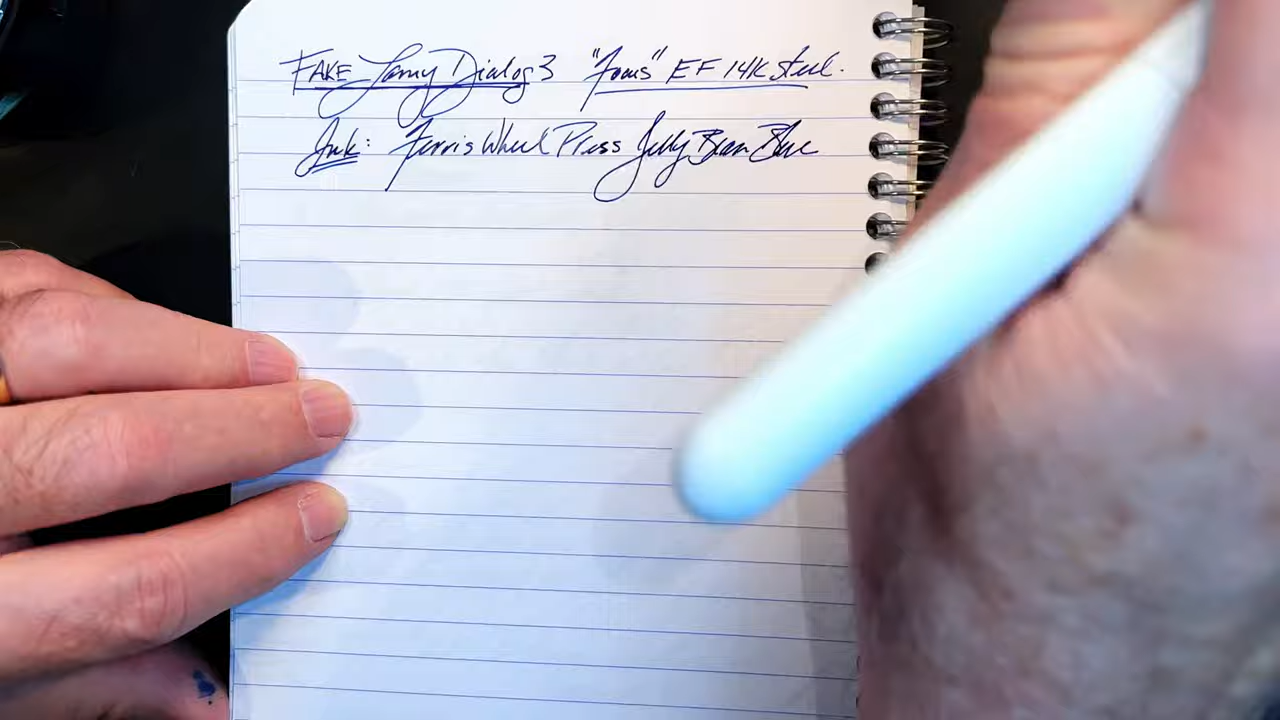 FAKE Lamy Dialog 3 "Focus" EF 14K steel.
Ink: Ferris Wheel Press Jelly Bean Blue